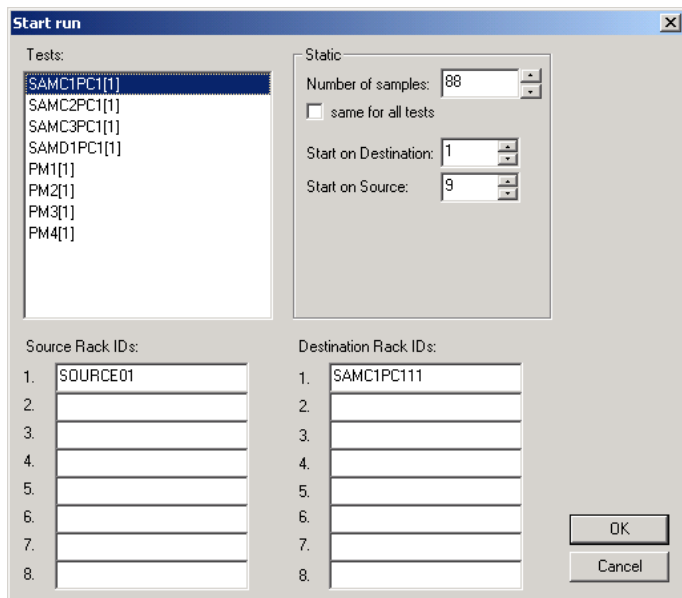 Start run
Tests:
SAMC1PC1[1]
SAMC2PC1[1]
SAMC3PC1[1]
SAMD1PC1[1]
PM1[1]
PM2[1]
PM3[1]
PM4[1]
Static
Number of samples: 88
same for all tests
Start on Destination: 1
Start on Source: 9
Source Rack IDs:
1. SOURCE01
2.
3.
4.
5.
6.
7.
8.
Destination Rack IDs:
1. SAMC1PC111
2.
3.
4.
5.
6.
7.
8.
OK
Cancel